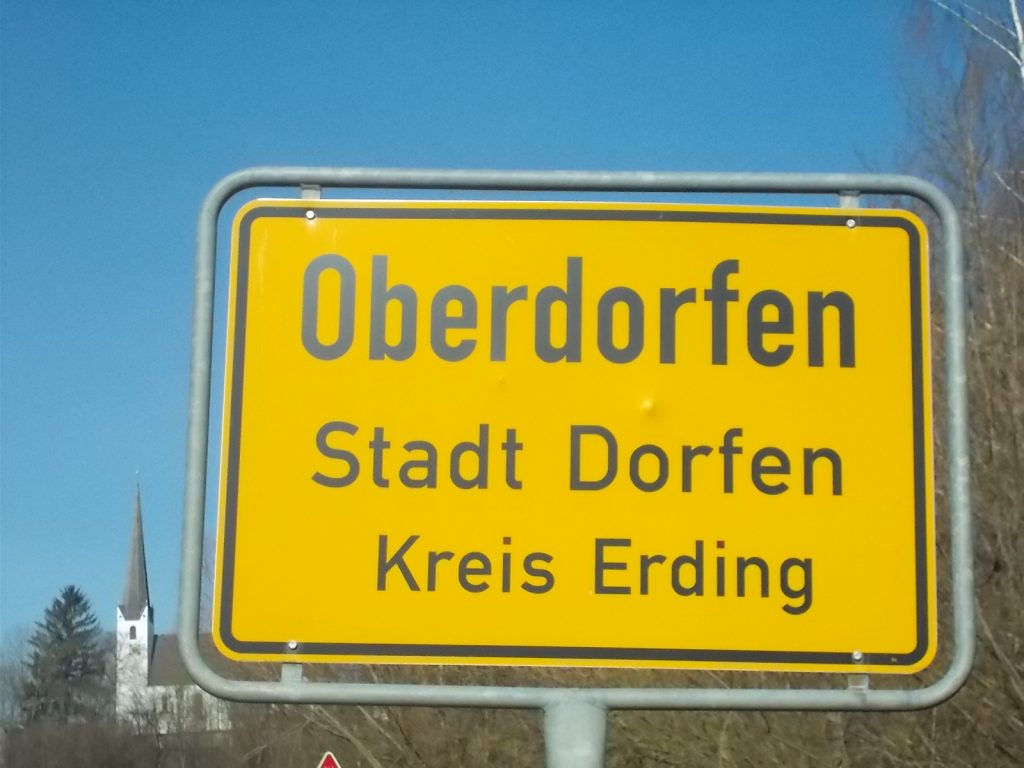 Oberdorfen
Stadt Dorfen
Kreis Erding